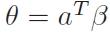 θ = a^T β